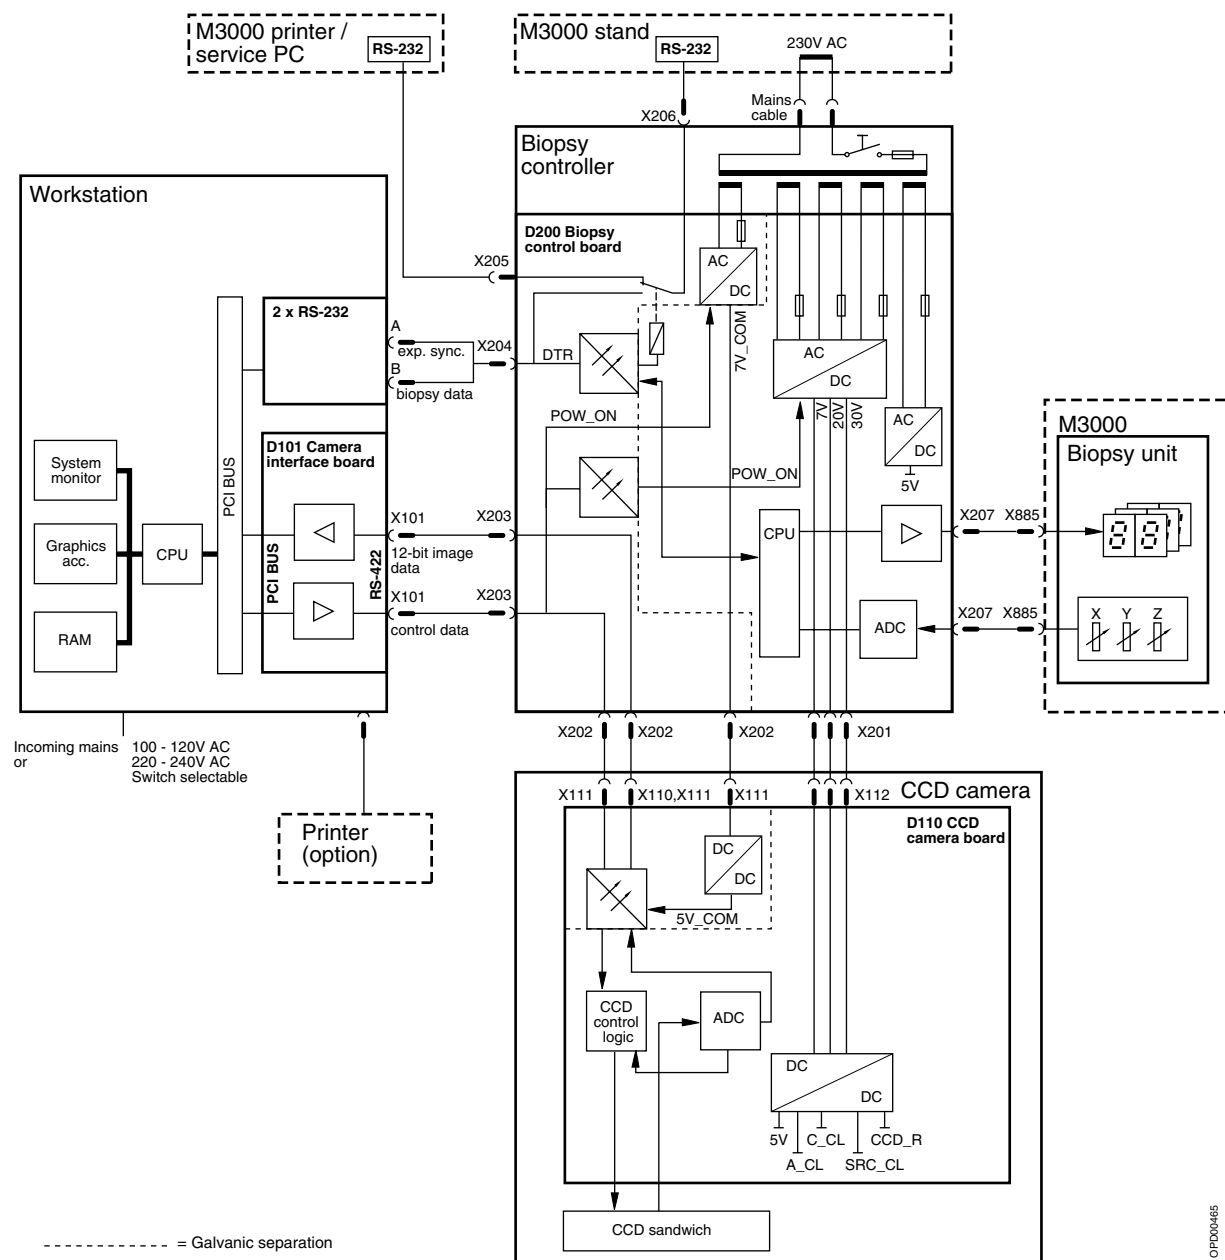 M3000 printer /
service PC
RS-232
M3000 stand
RS-232
230V AC
Mains
cable
X206
Biopsy
controller
Workstation
D200 Biopsy
control board
X205
AC
DC
2 x RS-232
A
exp. sync.
X204
DTR
B
biopsy data
7V_COM
AC
DC
7V
20V
30V
POW_ON
AC
DC
5V
POW_ON
PCI BUS
D101 Camera
interface board
System
monitor
Graphics
acc.
CPU
RAM
PCI BUS
RS-422
X101
X203
12-bit image
data
X101
X203
control data
CPU
ADC
X207
X885
X207
X885
M3000
Biopsy unit
8 8
X Y Z
Incoming mains
or
100 - 120V AC
220 - 240V AC
Switch selectable
Printer
(option)
X202
X202
X202
X201
X111
X110,X111
X111
X112
CCD camera
D110 CCD
camera board
DC
DC
5V_COM
CCD
control
logic
ADC
DC
DC
5V
C_CL
CCD_R
A_CL
SRC_CL
CCD sandwich
= Galvanic separation
OPD00465